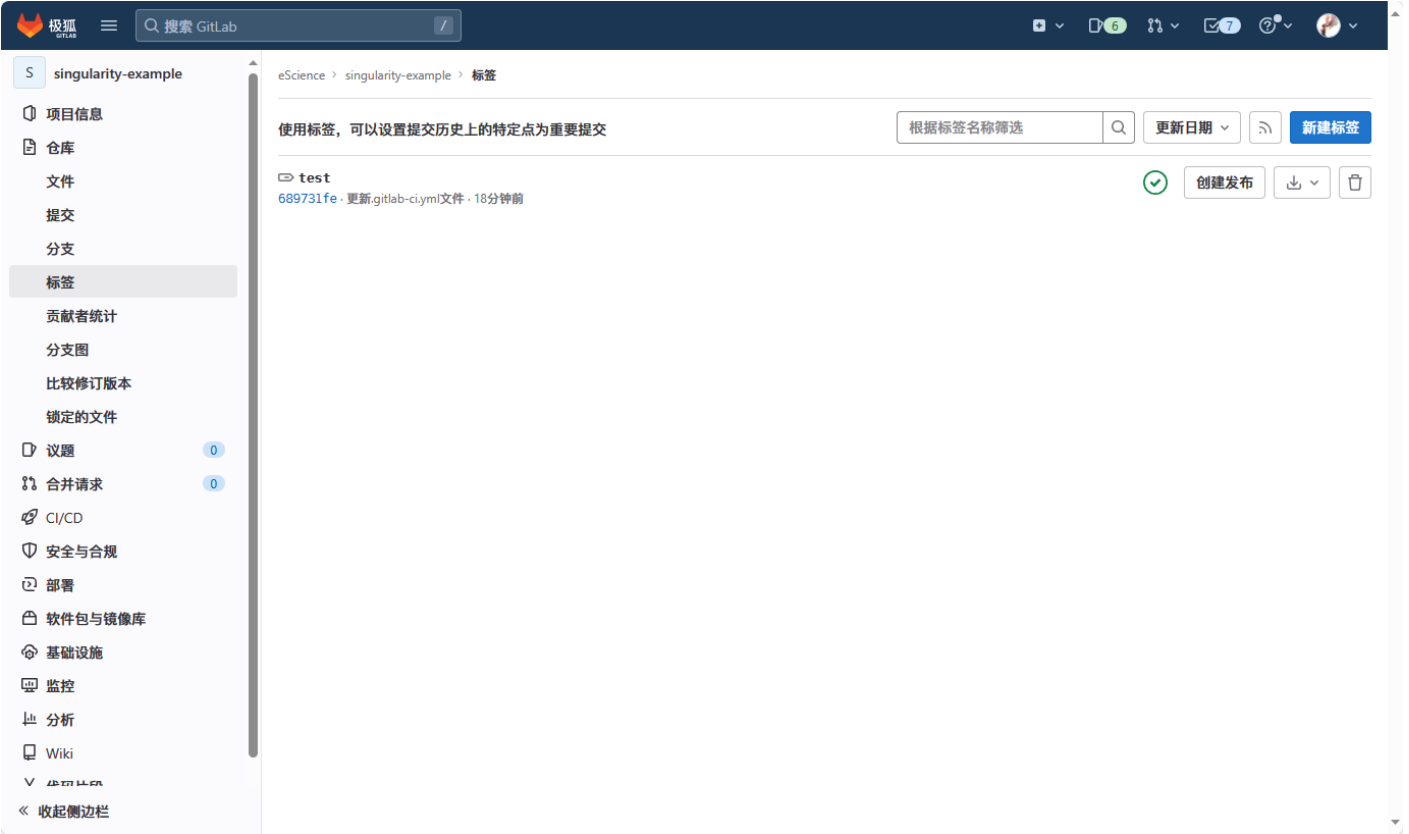 极狐
GITLAB
搜索 GitLab
/
6
7
S
singularity-example
项目信息
仓库
文件
提交
分支
标签
贡献者统计
分支图
比较修订版本
锁定的文件
议题 0
合并请求 0
CI/CD
安全与合规
部署
软件包与镜像库
基础设施
监控
分析
Wiki
代码片段
收起侧边栏
eScience › singularity-example › 标签
使用标签，可以设置提交历史上的特定点为重要提交
根据标签名称筛选
更新日期
新建标签
test
689731fe · 更新.gitlab-ci.yml文件 · 18分钟前
创建发布